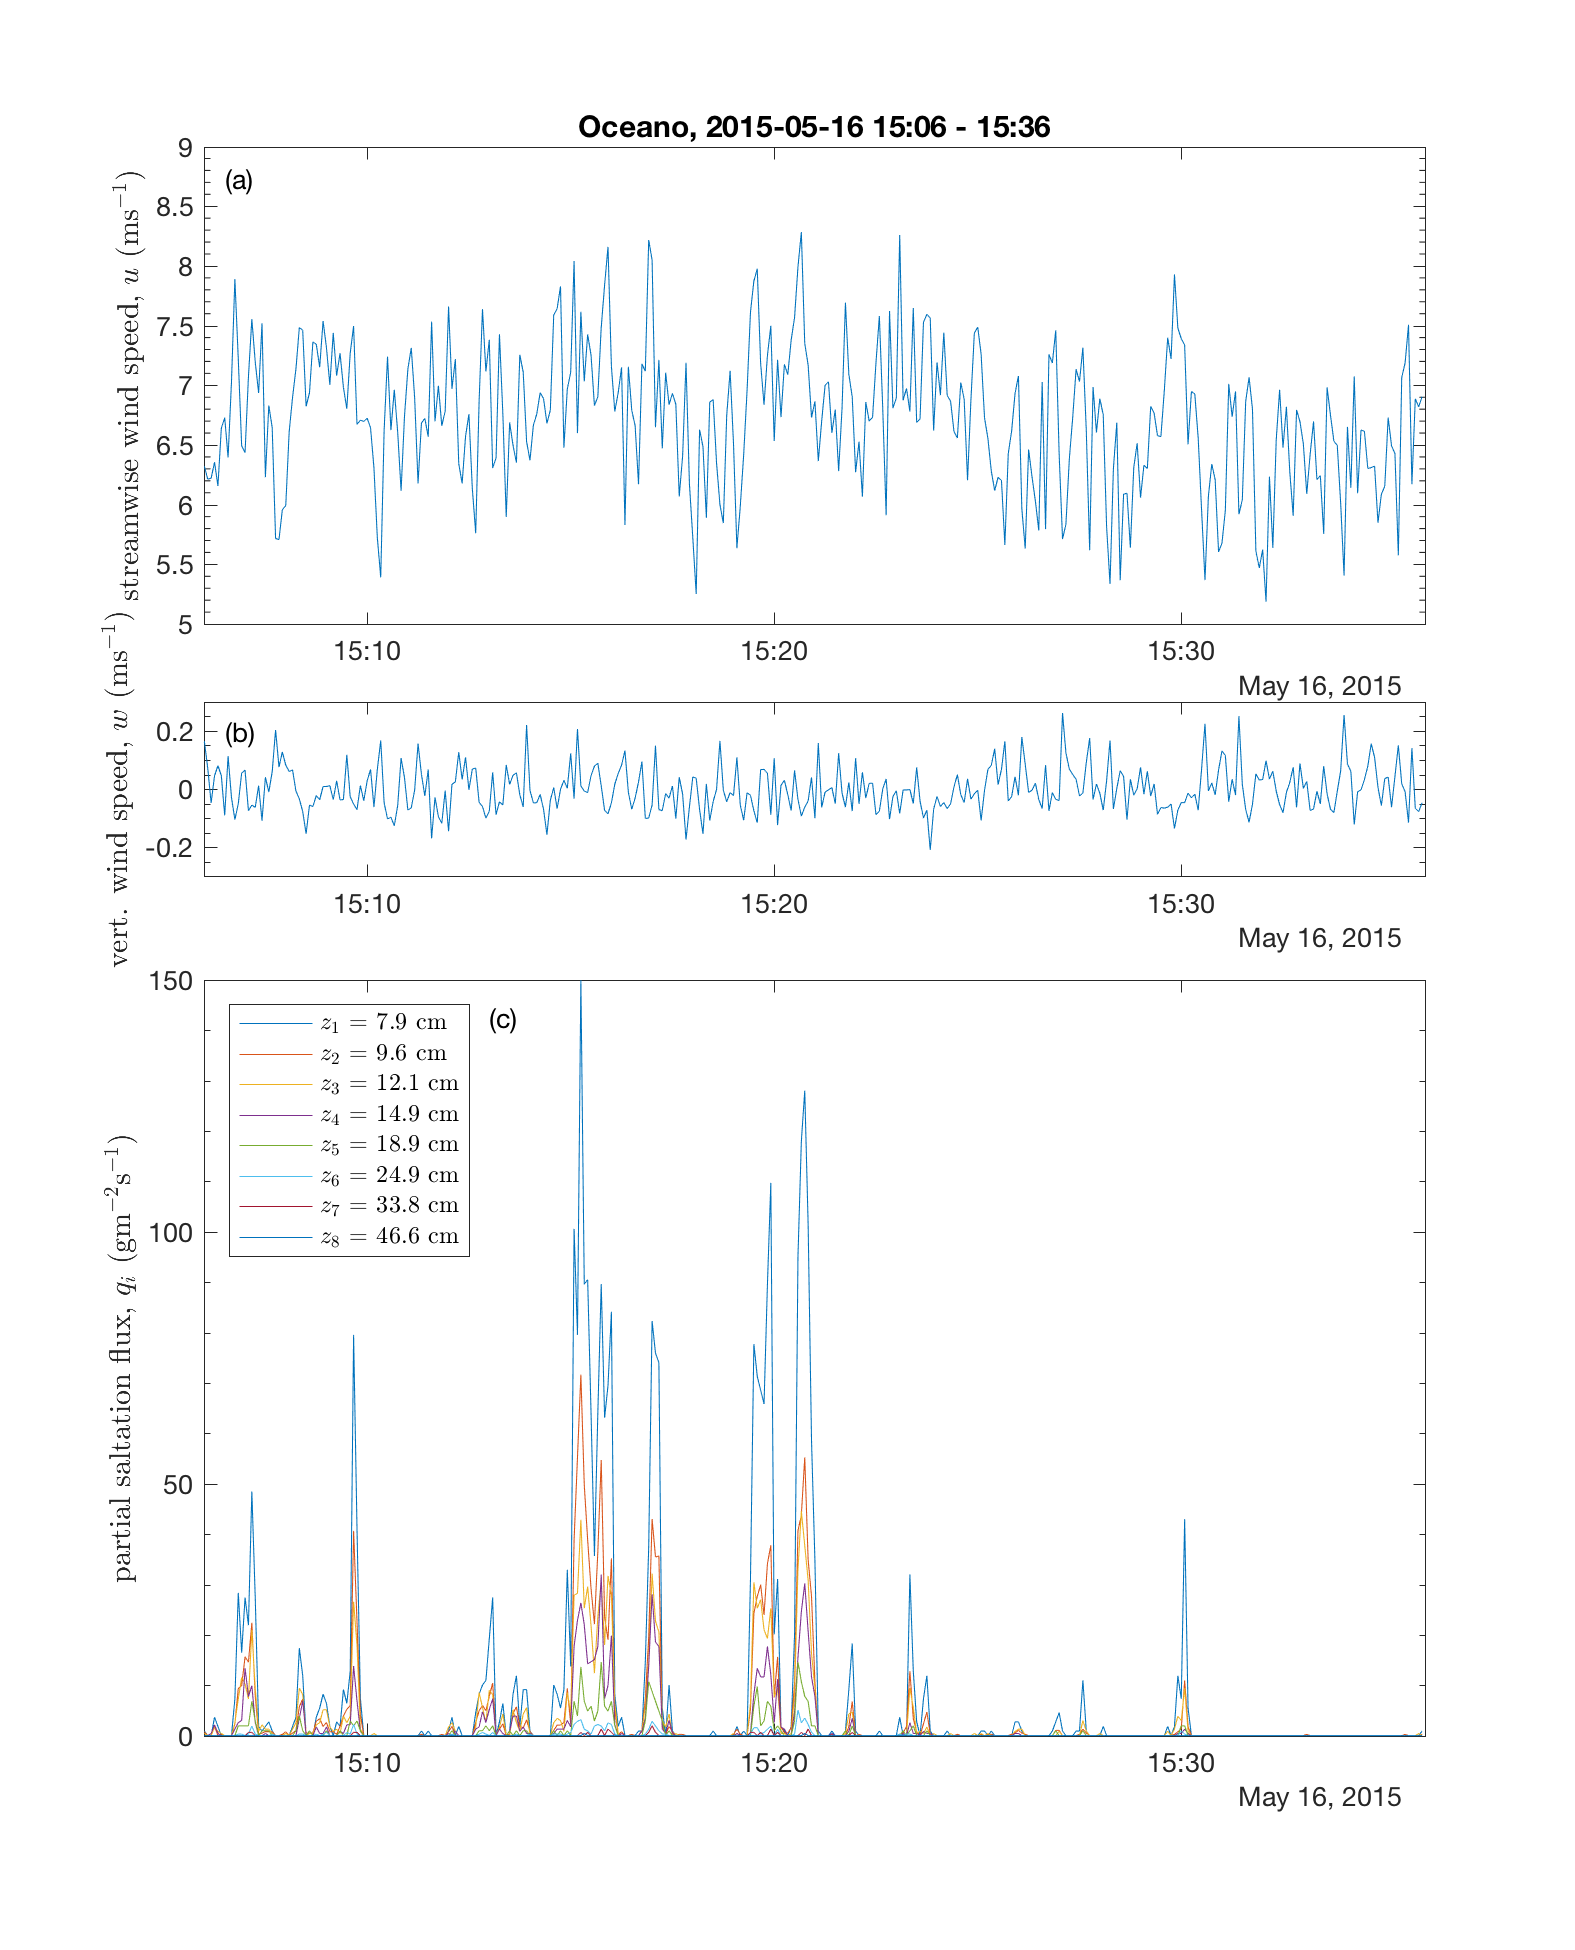 Oceano, 2015-05-16 15:06 - 15:36
(a)
streamwise wind speed, u (ms⁻¹)
9
8.5
8
7.5
7
6.5
6
5.5
5
15:10 15:20 15:30
May 16, 2015
(b)
vert. wind speed, w (ms⁻¹)
0.2
0
-0.2
15:10 15:20 15:30
May 16, 2015
(c)
partial saltation flux, qᵢ (gm⁻²s⁻¹)
150
100
50
0
z₁ = 7.9 cm
z₂ = 9.6 cm
z₃ = 12.1 cm
z₄ = 14.9 cm
z₅ = 18.9 cm
z₆ = 24.9 cm
z₇ = 33.8 cm
z₈ = 46.6 cm
15:10 15:20 15:30
May 16, 2015